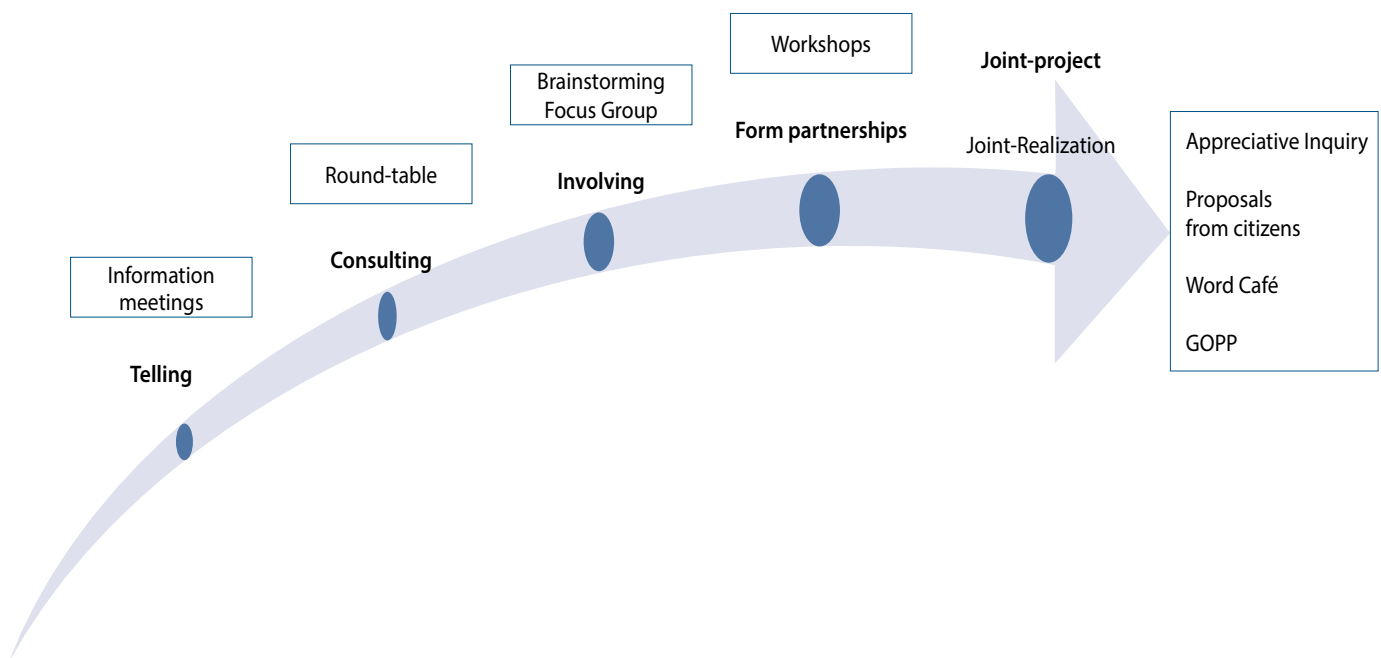 Information
meetings
Telling
Round-table
Consulting
Brainstorming
Focus Group
Involving
Workshops
Form partnerships
Joint-project
Joint-Realization
Appreciative Inquiry
Proposals
from citizens
Word Café
GOPP